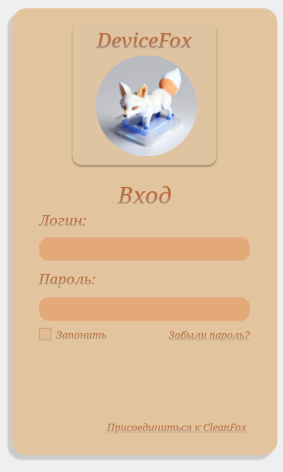 DeviceFox
Вход
Логин:
Пароль:
Запонить Забыли пароль?
Присоединиться к CleanFox